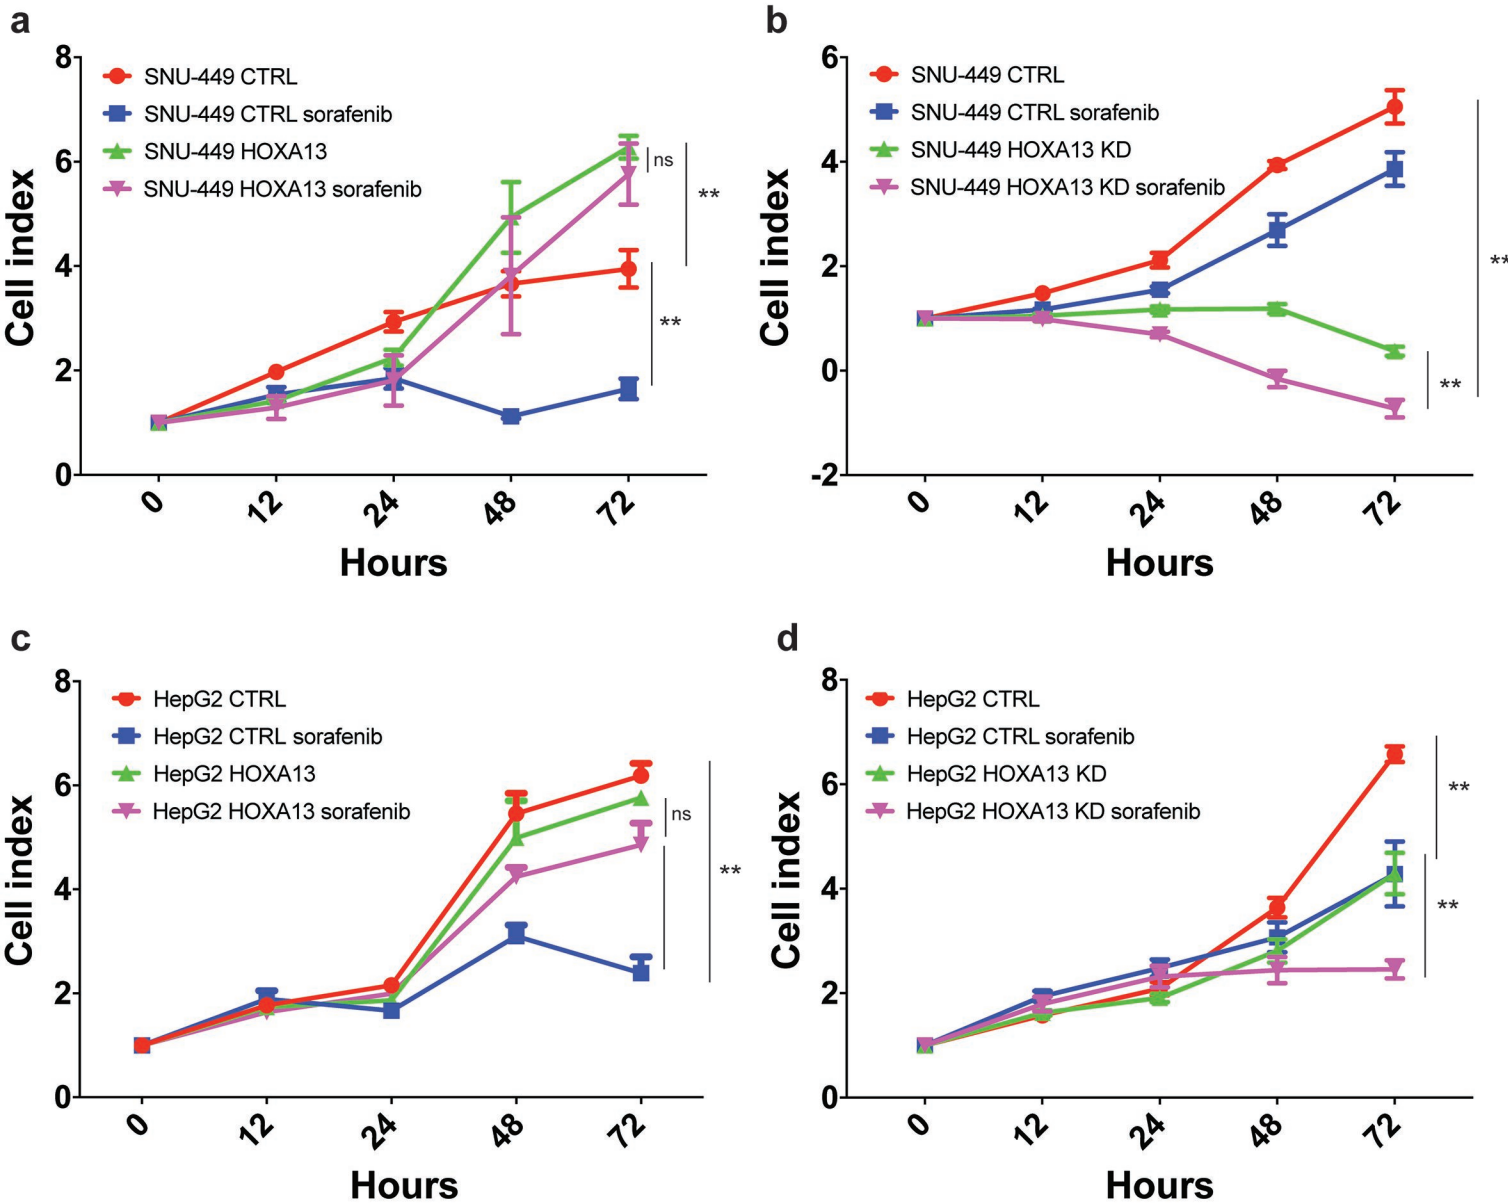 a
8
6
4
2
0
Cell index
SNU-449 CTRL
SNU-449 CTRL sorafenib
SNU-449 HOXA13
SNU-449 HOXA13 sorafenib
ns
**
**
0 12 24 48 72
Hours
b
6
4
2
0
-2
Cell index
SNU-449 CTRL
SNU-449 CTRL sorafenib
SNU-449 HOXA13 KD
SNU-449 HOXA13 KD sorafenib
**
**
0 12 24 48 72
Hours
c
8
6
4
2
0
Cell index
HepG2 CTRL
HepG2 CTRL sorafenib
HepG2 HOXA13
HepG2 HOXA13 sorafenib
ns
**
0 12 24 48 72
Hours
d
8
6
4
2
0
Cell index
HepG2 CTRL
HepG2 CTRL sorafenib
HepG2 HOXA13 KD
HepG2 HOXA13 KD sorafenib
**
**
0 12 24 48 72
Hours